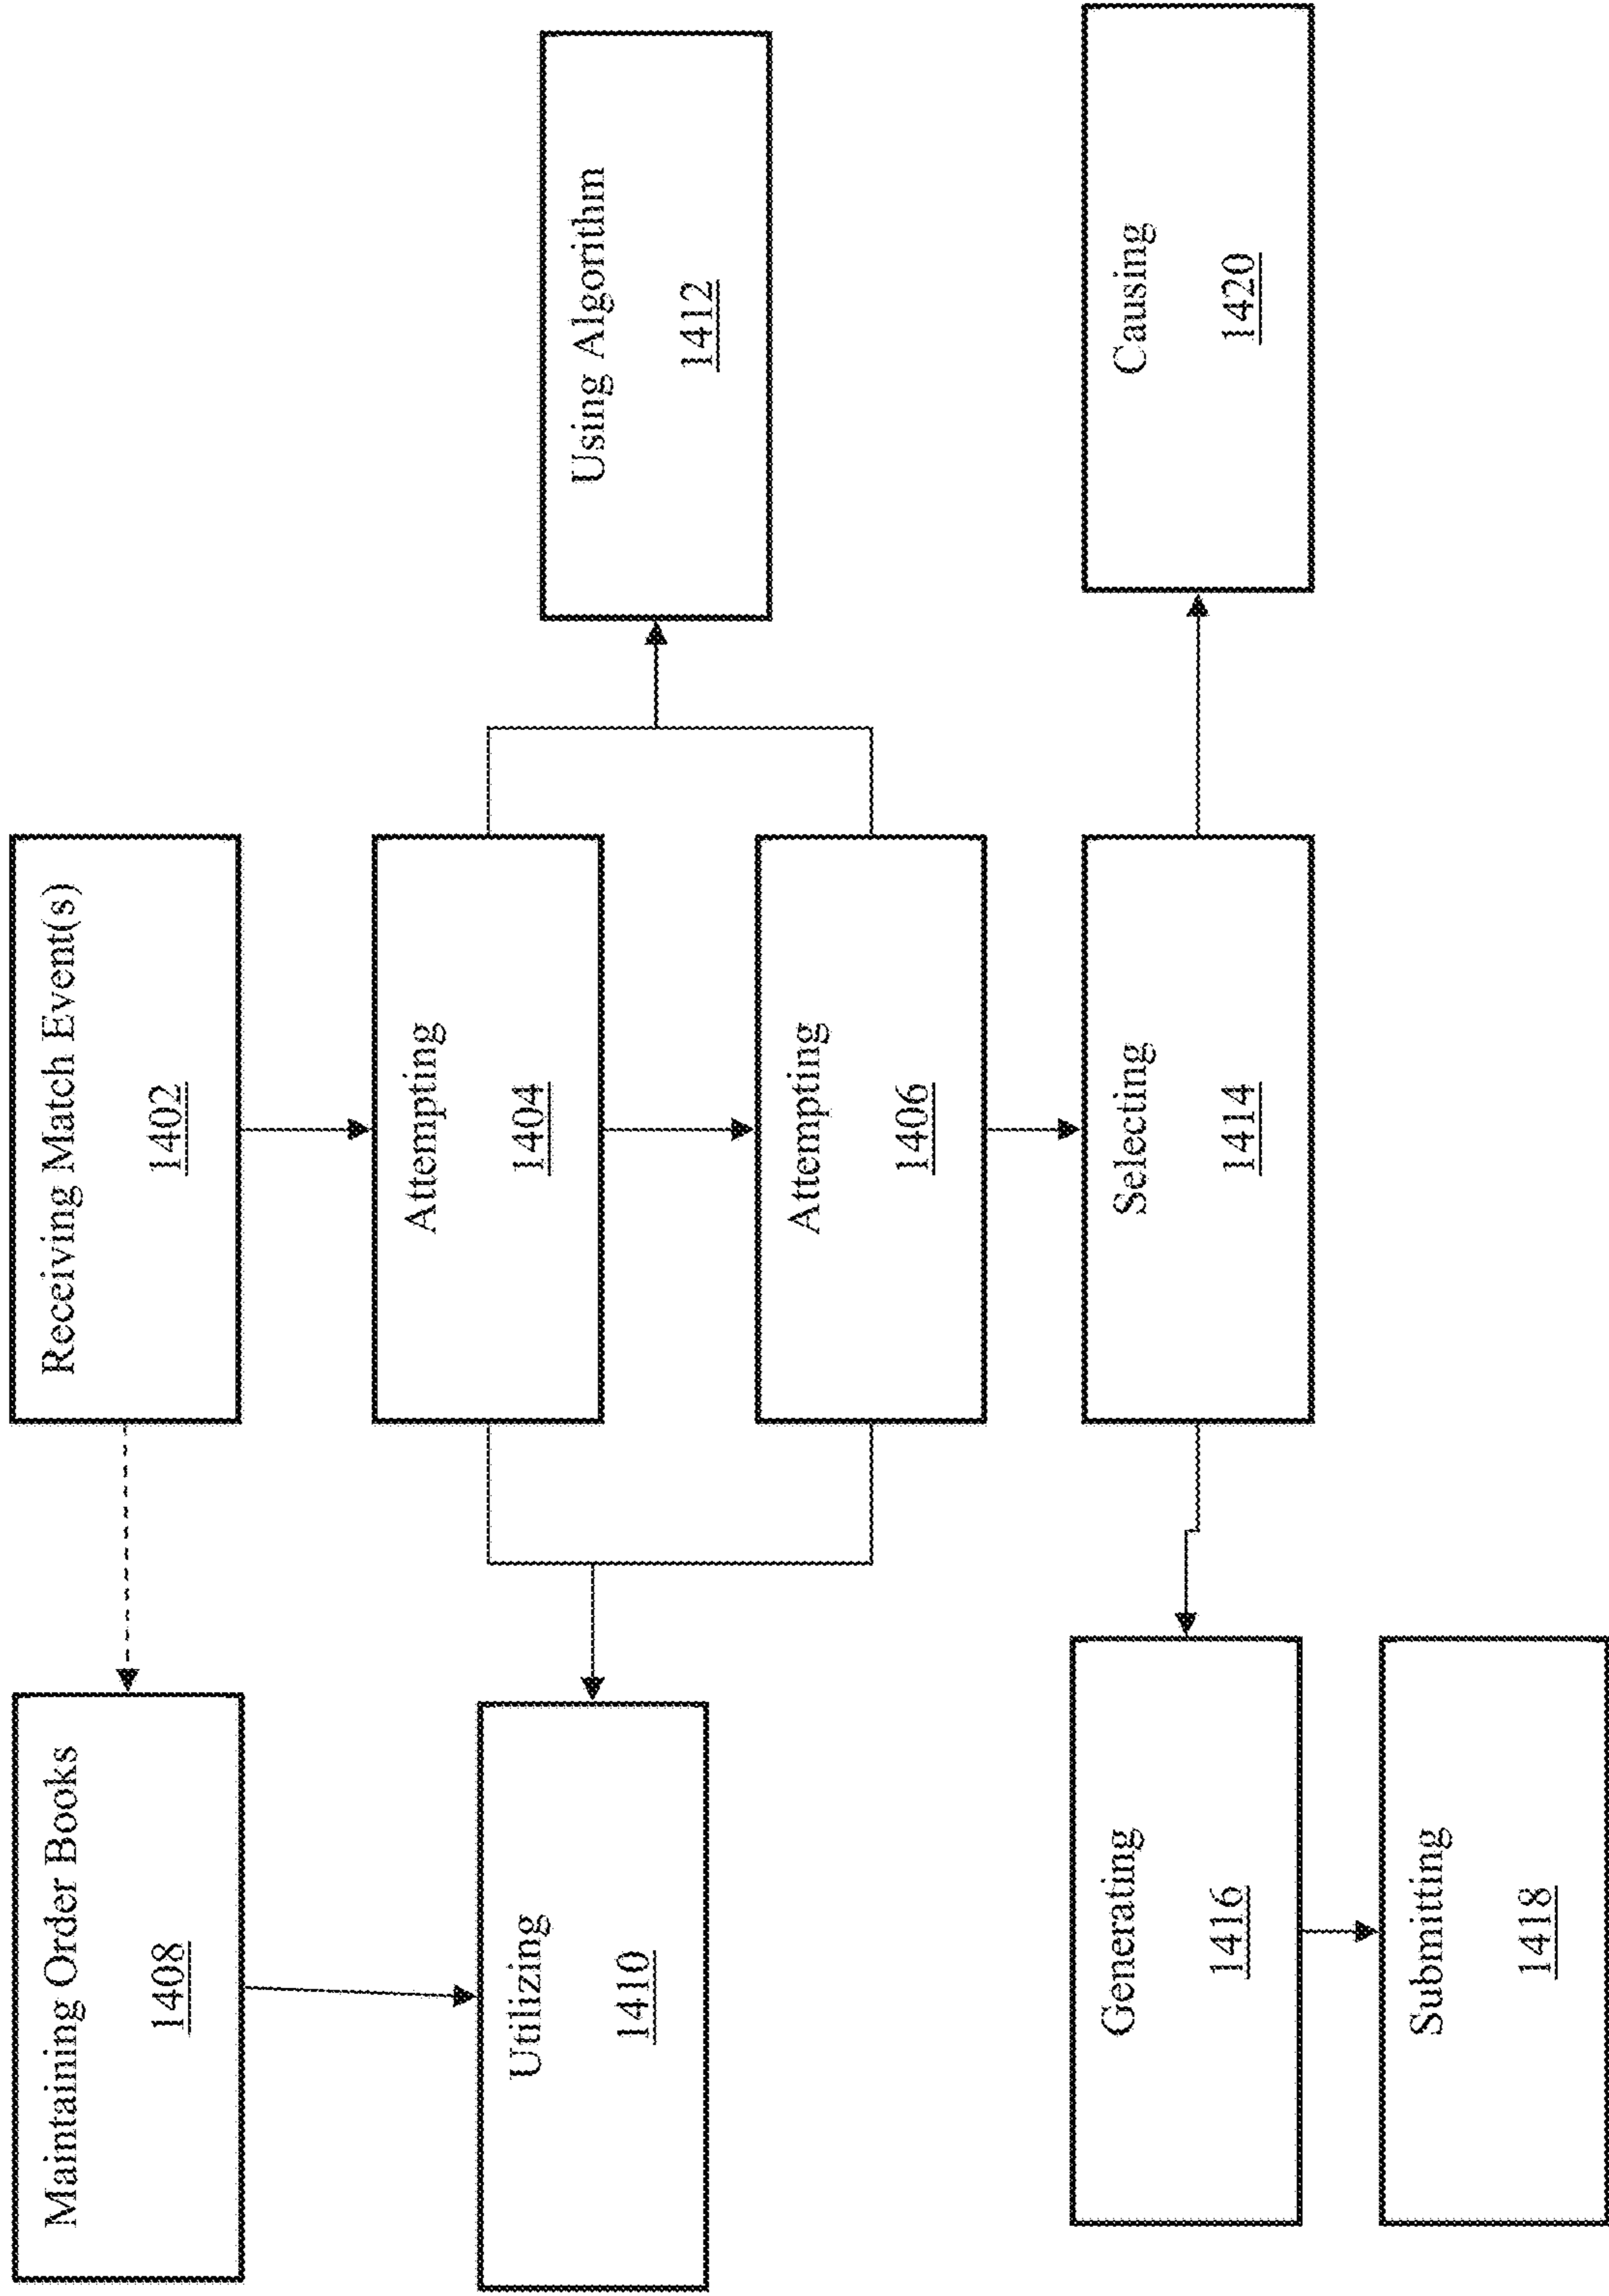 Maintaining Order Books
1408
Receiving Match Event(s)
1402
Utilizing
1410
Attempting
1404
Using Algorithm
1412
Attempting
1406
Generating
1416
Selecting
1414
Causing
1420
Submitting
1418